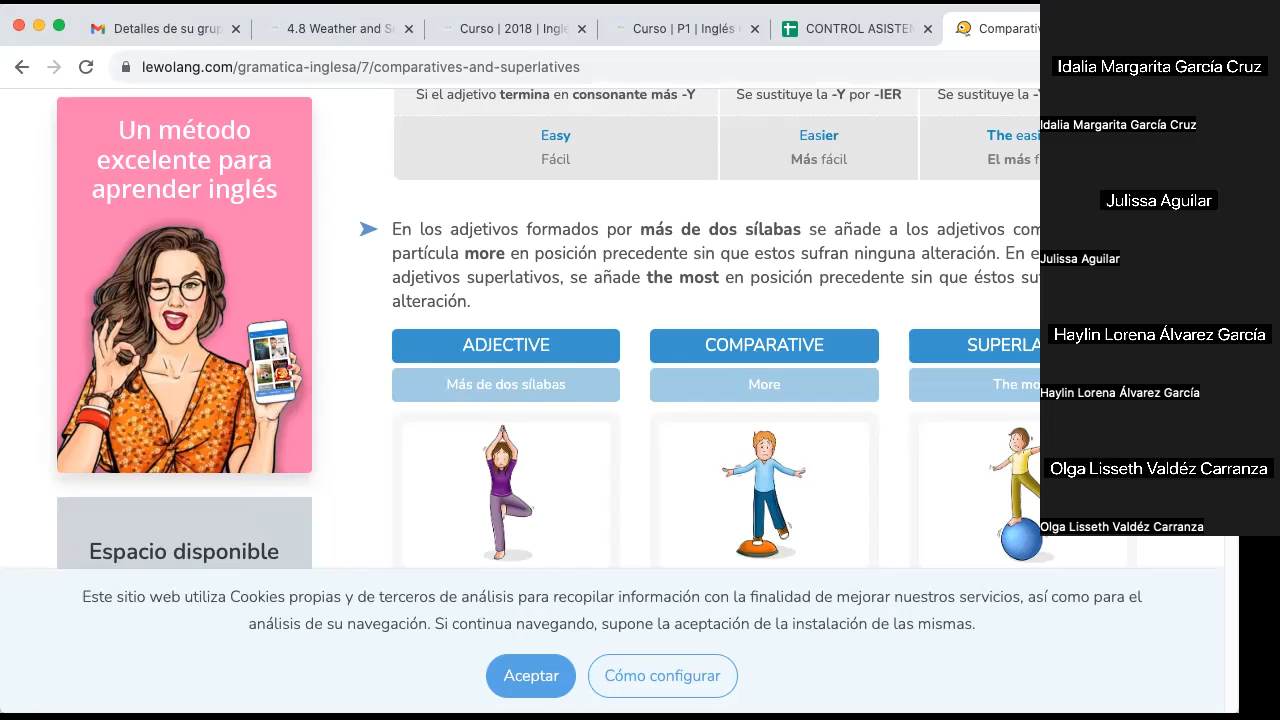 Detalles de su grup
4.8 Weather and Se
Curso | 2018 | Ingle
Curso | P1 | Inglés
CONTROL ASISTEN
Comparativ
lewolang.com/gramatica-inglesa/7/comparatives-and-superlatives
Un método
excelente para
aprender inglés
Espacio disponible
Si el adjetivo termina en consonante más -Y
Se sustituye la -Y por -IER
Se sustituye la -Y
Easy
Easier
The easi
Fácil
Más fácil
El más f
En los adjetivos formados por más de dos sílabas se añade a los adjetivos com
partícula more en posición precedente sin que estos sufran ninguna alteración. En e
adjetivos superlativos, se añade the most en posición precedente sin que éstos su
alteración.
ADJECTIVE
COMPARATIVE
SUPERLA
Más de dos sílabas
More
The mo
Este sitio web utiliza Cookies propias y de terceros de análisis para recopilar información con la finalidad de mejorar nuestros servicios, así como para el
análisis de su navegación. Si continua navegando, supone la aceptación de la instalación de las mismas.
Aceptar
Cómo configurar
Idalia Margarita García Cruz
Idalia Margarita García Cruz
Julissa Aguilar
Julissa Aguilar
Haylin Lorena Álvarez García
Haylin Lorena Álvarez García
Olga Lisseth Valdéz Carranza
Olga Lisseth Valdéz Carranza